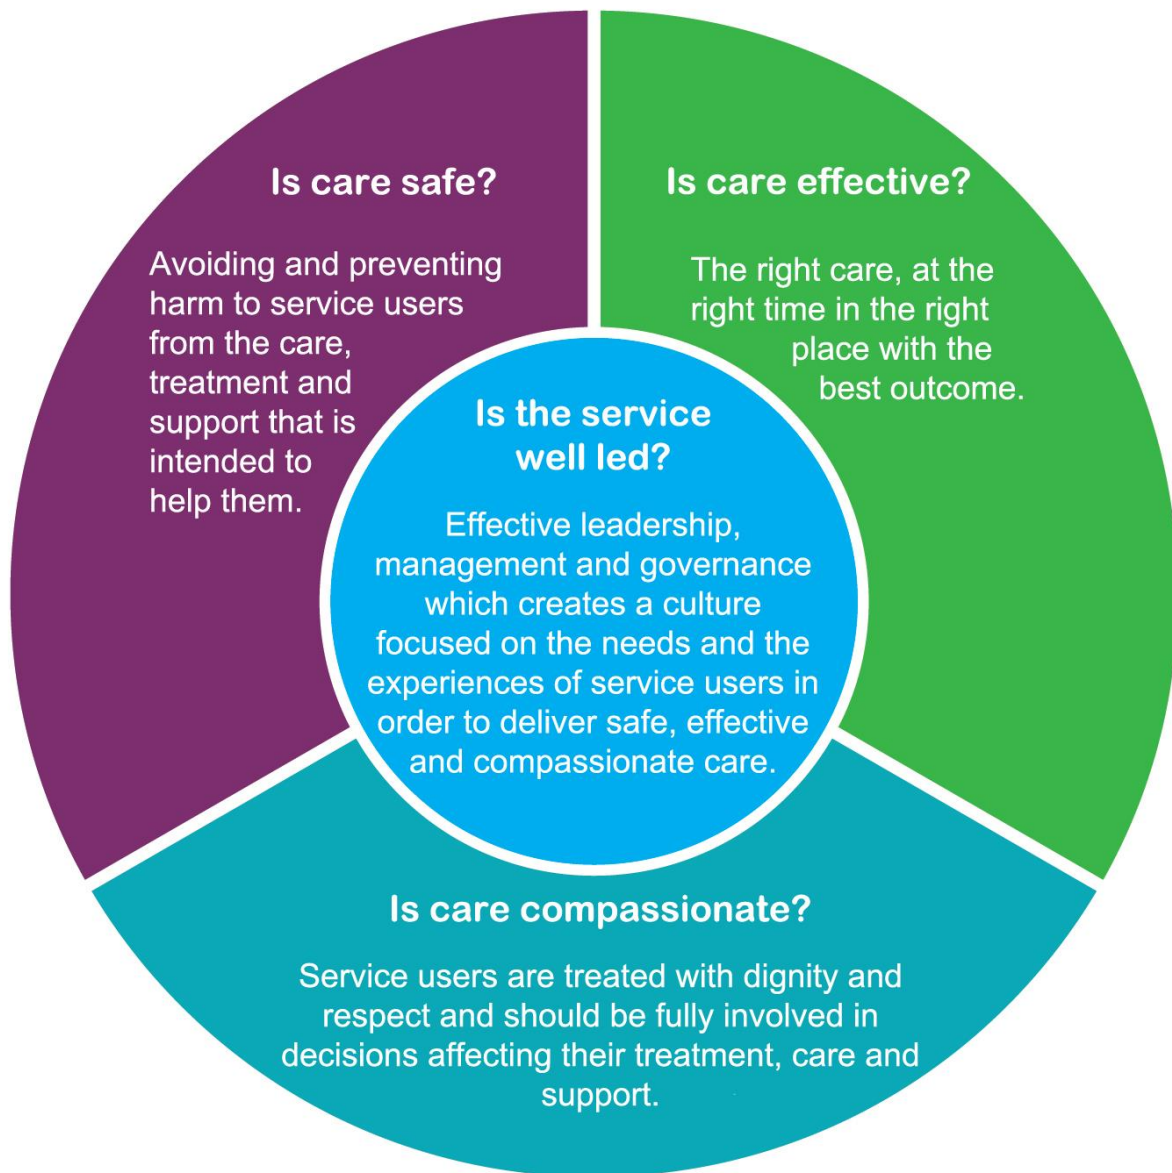 Is care safe?
Avoiding and preventing
harm to service users
from the care,
treatment and
support that is
intended to
help them.
Is care effective?
The right care, at the
right time in the right
place with the
best outcome.
Is the service
well led?
Effective leadership,
management and governance
which creates a culture
focused on the needs and the
experiences of service users in
order to deliver safe, effective
and compassionate care.
Is care compassionate?
Service users are treated with dignity and
respect and should be fully involved in
decisions affecting their treatment, care and
support.